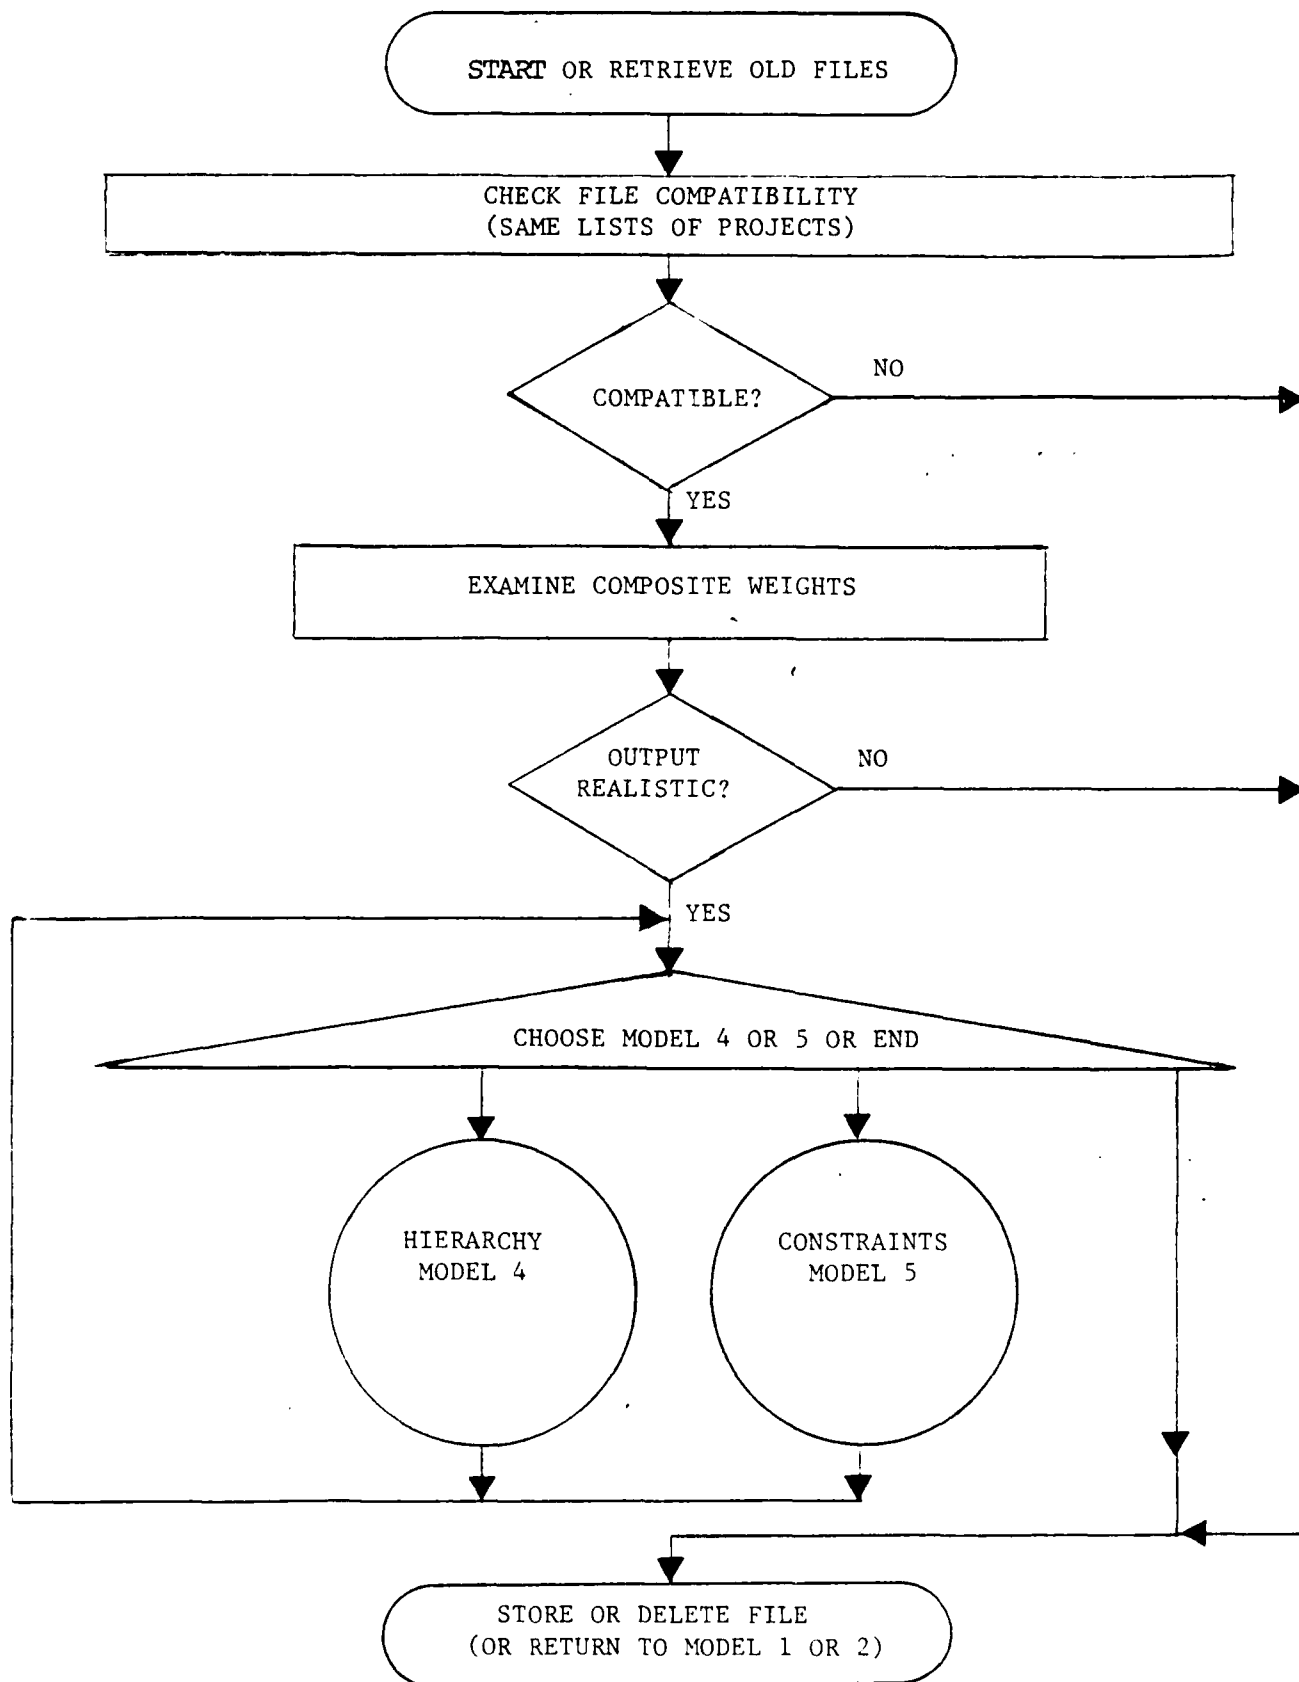 START OR RETRIEVE OLD FILES
CHECK FILE COMPATIBILITY
(SAME LISTS OF PROJECTS)
COMPATIBLE?
NO
YES
EXAMINE COMPOSITE WEIGHTS
OUTPUT
REALISTIC?
NO
YES
CHOOSE MODEL 4 OR 5 OR END
HIERARCHY
MODEL 4
CONSTRAINTS
MODEL 5
STORE OR DELETE FILE
(OR RETURN TO MODEL 1 OR 2)